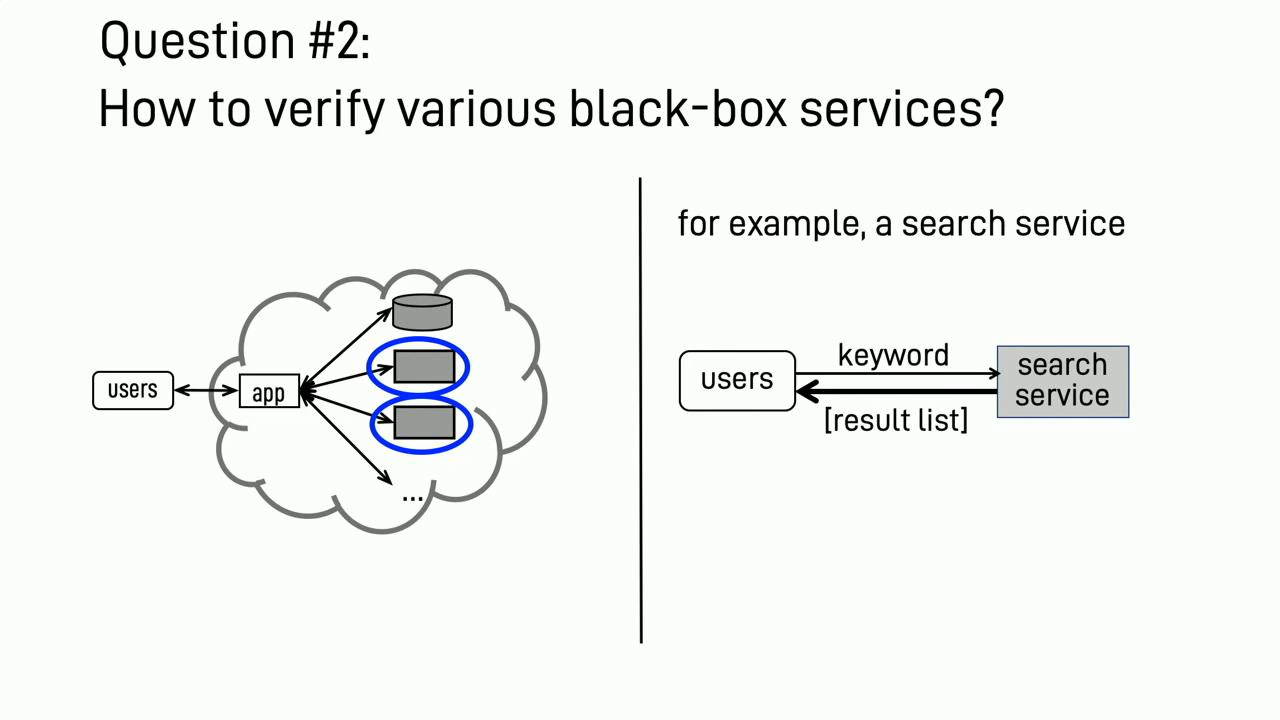 Question #2:
How to verify various black-box services?
for example, a search service
users
app
...
users
keyword
[result list]
search
service